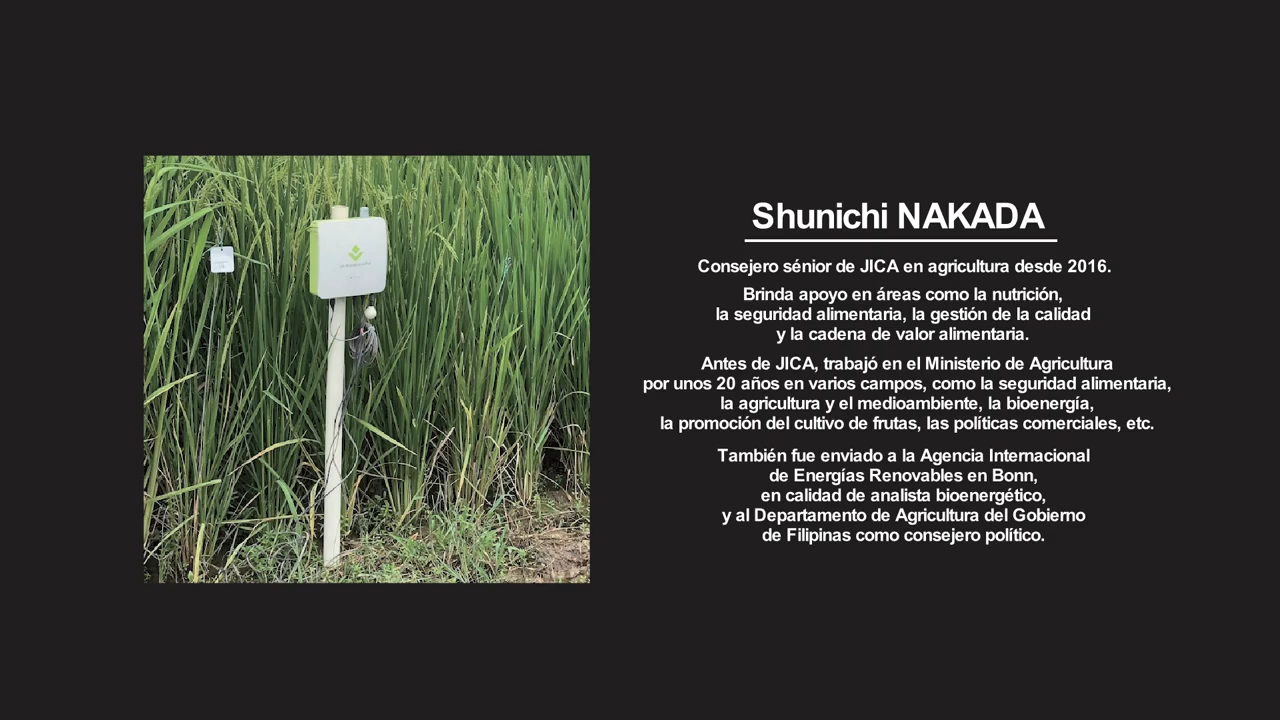 Shunichi NAKADA
Consejero sénior de JICA en agricultura desde 2016.
Brinda apoyo en áreas como la nutrición,
la seguridad alimentaria, la gestión de la calidad
y la cadena de valor alimentaria.
Antes de JICA, trabajó en el Ministerio de Agricultura
por unos 20 años en varios campos, como la seguridad alimentaria,
la agricultura y el medioambiente, la bioenergía,
la promoción del cultivo de frutas, las políticas comerciales, etc.
También fue enviado a la Agencia Internacional
de Energías Renovables en Bonn,
en calidad de analista bioenergético,
y al Departamento de Agricultura del Gobierno
de Filipinas como consejero político.